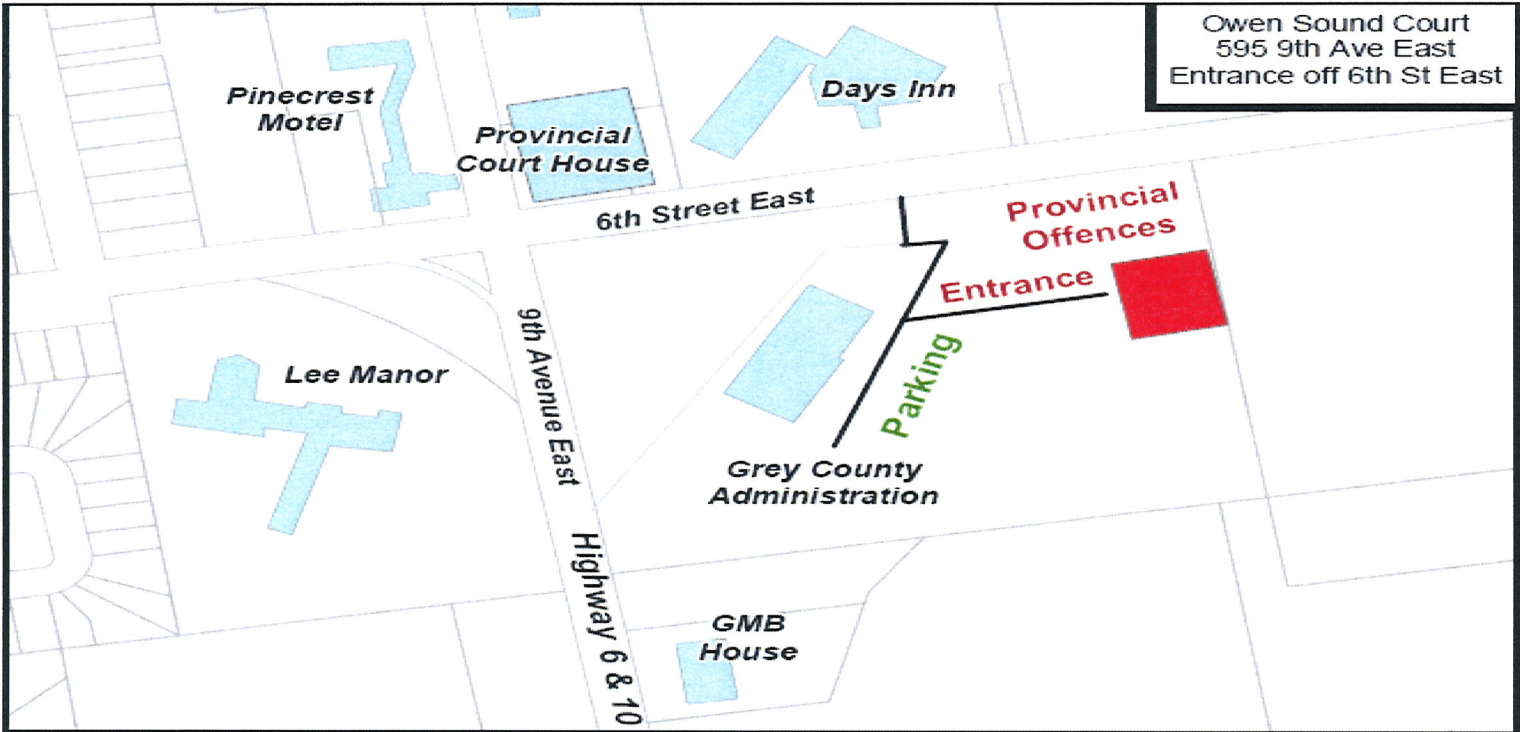 Owen Sound Court
595 9th Ave East
Entrance off 6th St East
Pinecrest
Motel
Provincial
Court House
Days Inn
6th Street East
Provincial
Offences
Entrance
Parking
Lee Manor
9th Avenue East
Highway 6 & 10
Grey County
Administration
GMB
House